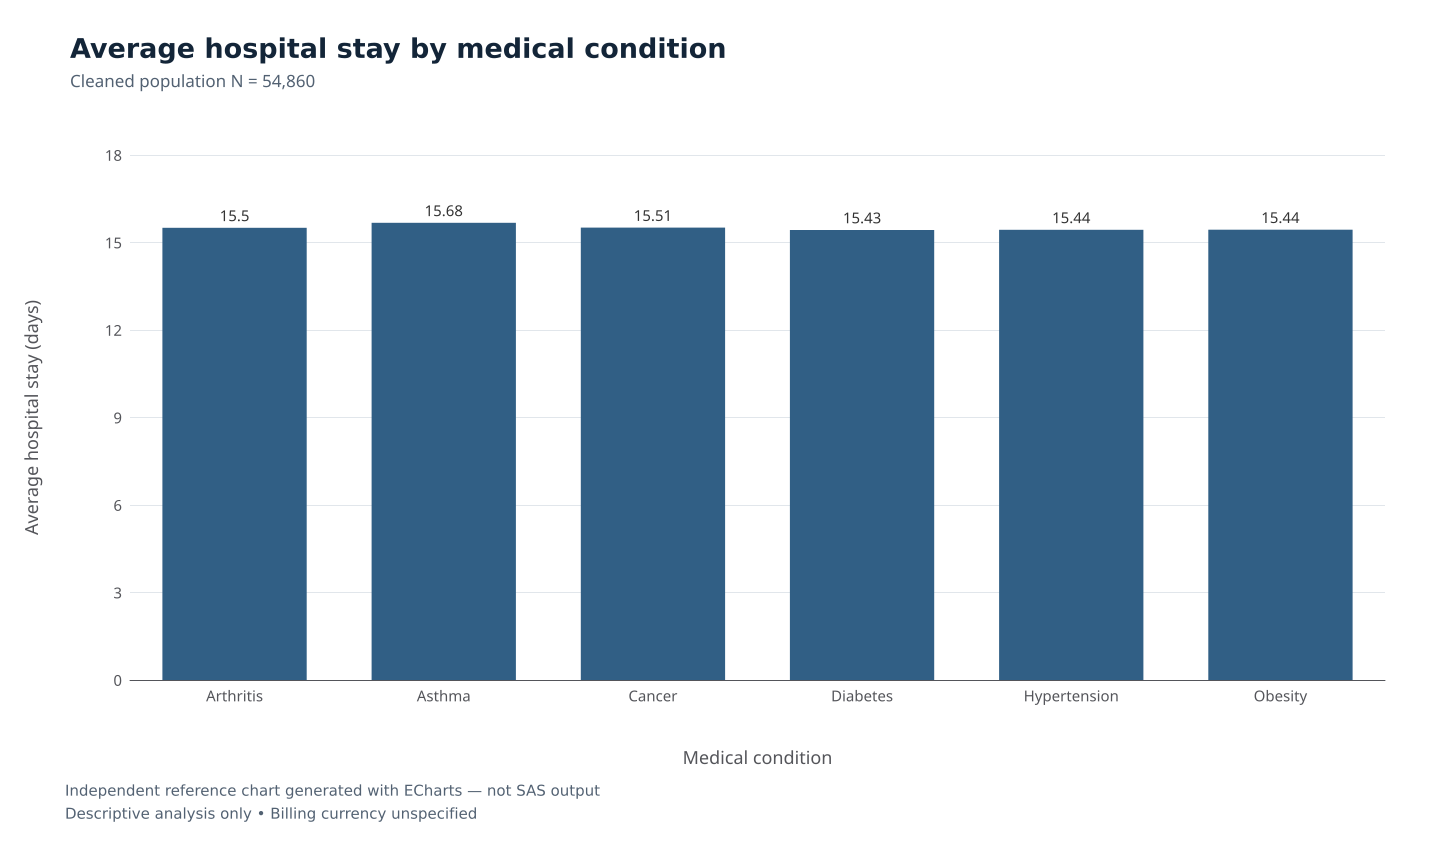 Average hospital stay by medical condition
Cleaned population N = 54,860
Average hospital stay (days)
18
15
12
9
6
3
0
15.5
15.68
15.51
15.43
15.44
15.44
Arthritis
Asthma
Cancer
Diabetes
Hypertension
Obesity
Medical condition
Independent reference chart generated with ECharts — not SAS output
Descriptive analysis only • Billing currency unspecified